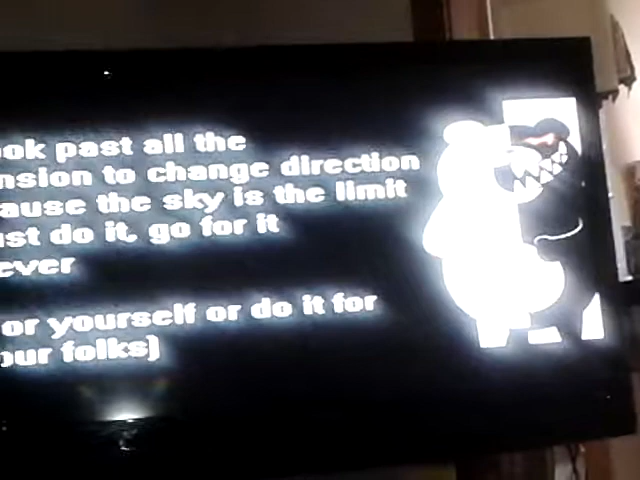 ook past all the
nsion to change direction
ause the sky is the limit
ust do it, go for it
ever
or yourself or do it for
our folks)